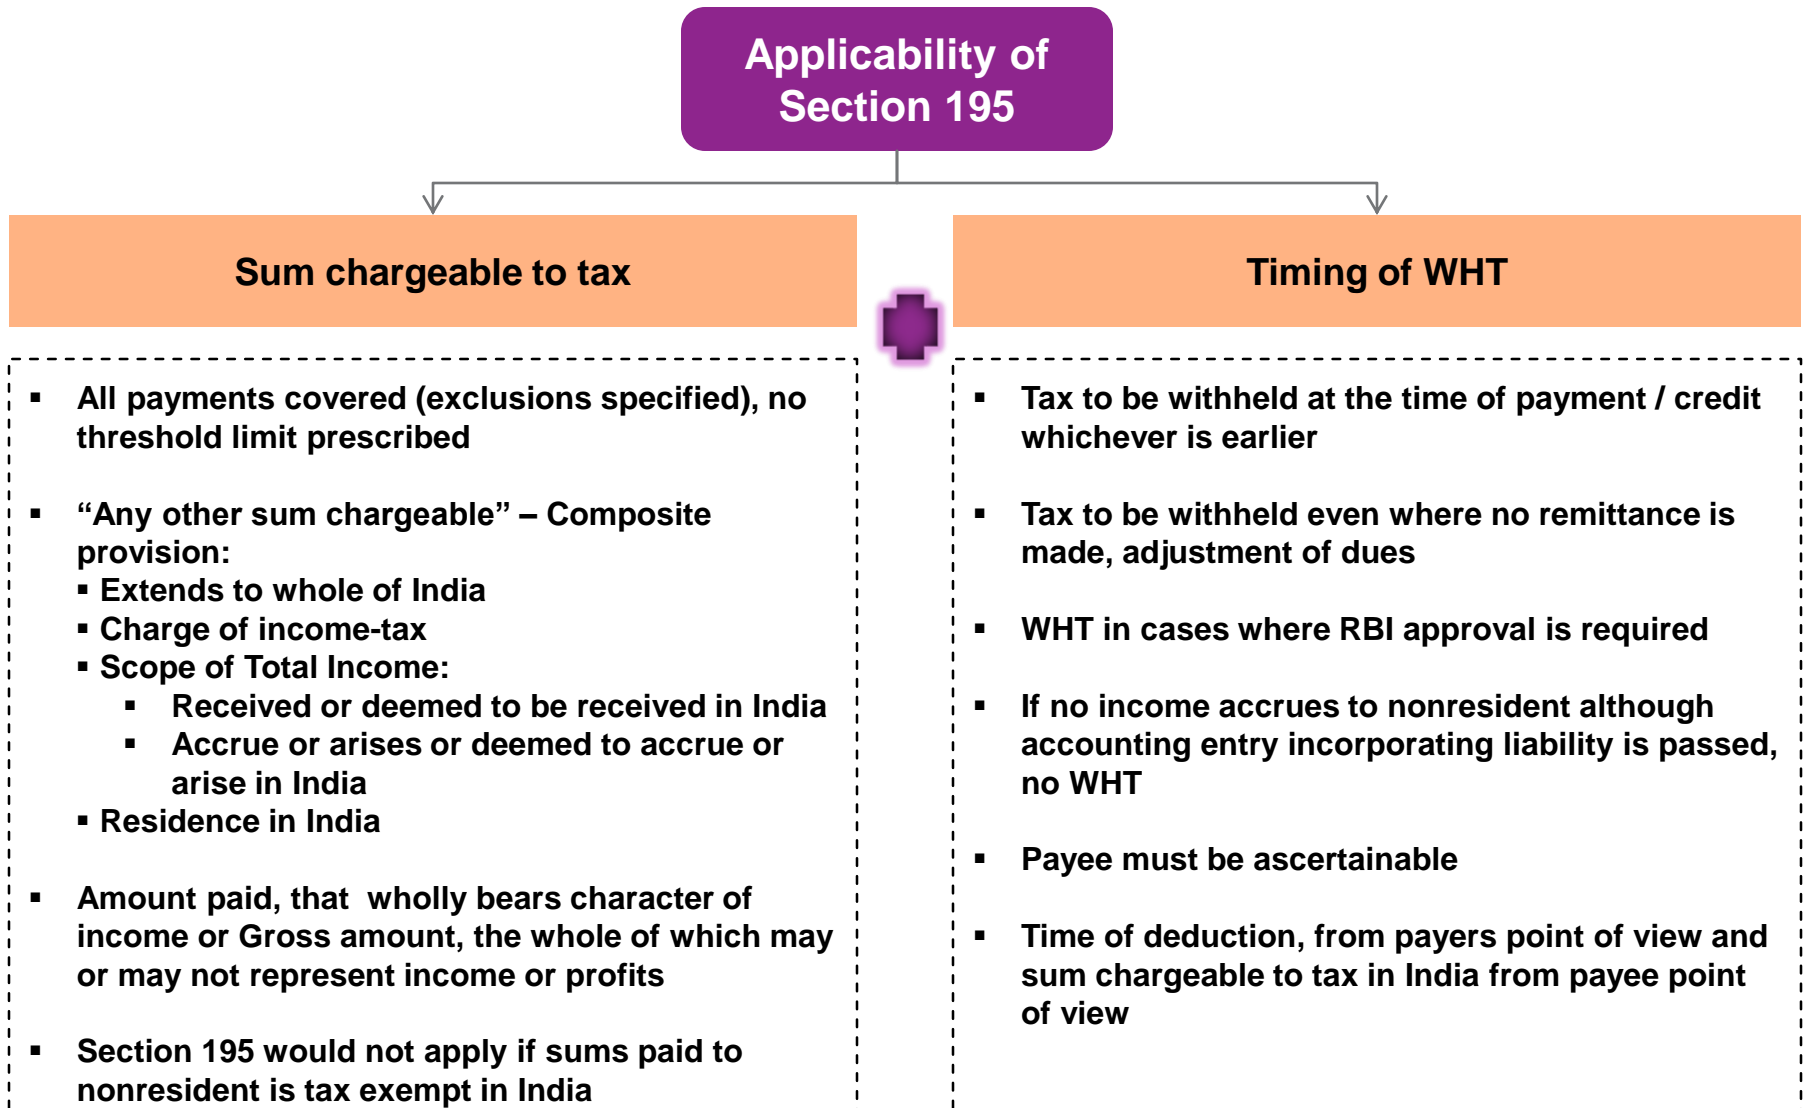 Applicability of
Section 195
Sum chargeable to tax
▪ All payments covered (exclusions specified), no
threshold limit prescribed
▪ “Any other sum chargeable” – Composite
provision:
▪ Extends to whole of India
▪ Charge of income-tax
▪ Scope of Total Income:
▪ Received or deemed to be received in India
▪ Accrue or arises or deemed to accrue or
arise in India
▪ Residence in India
▪ Amount paid, that wholly bears character of
income or Gross amount, the whole of which may
or may not represent income or profits
▪ Section 195 would not apply if sums paid to
nonresident is tax exempt in India
Timing of WHT
▪ Tax to be withheld at the time of payment / credit
whichever is earlier
▪ Tax to be withheld even where no remittance is
made, adjustment of dues
▪ WHT in cases where RBI approval is required
▪ If no income accrues to nonresident although
accounting entry incorporating liability is passed,
no WHT
▪ Payee must be ascertainable
▪ Time of deduction, from payers point of view and
sum chargeable to tax in India from payee point
of view